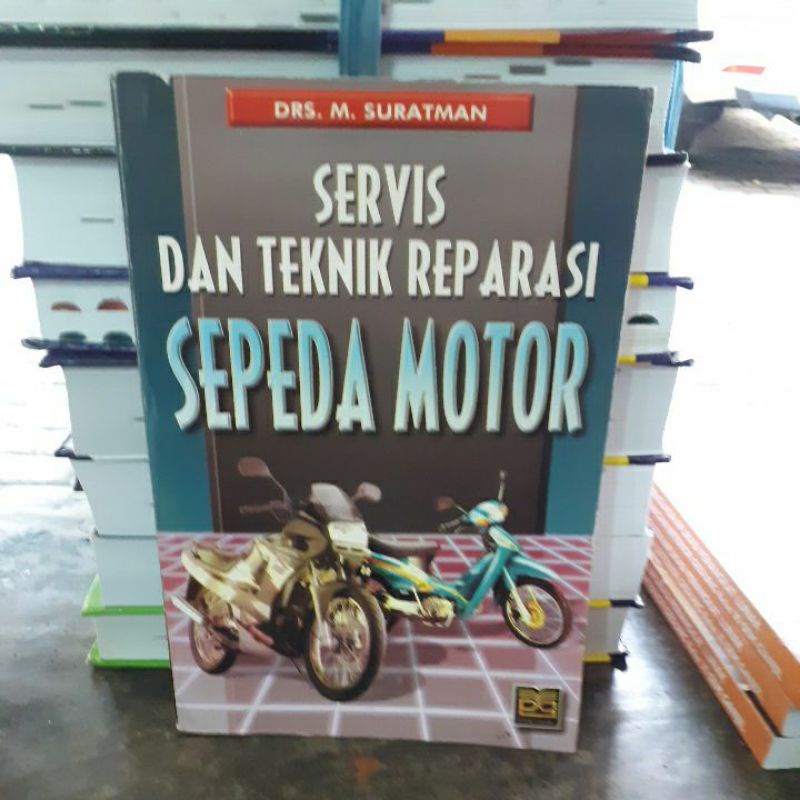 DRS. M. SURATMAN
SERVIS
DAN TEKNIK REPARASI
SEPEDA MOTOR